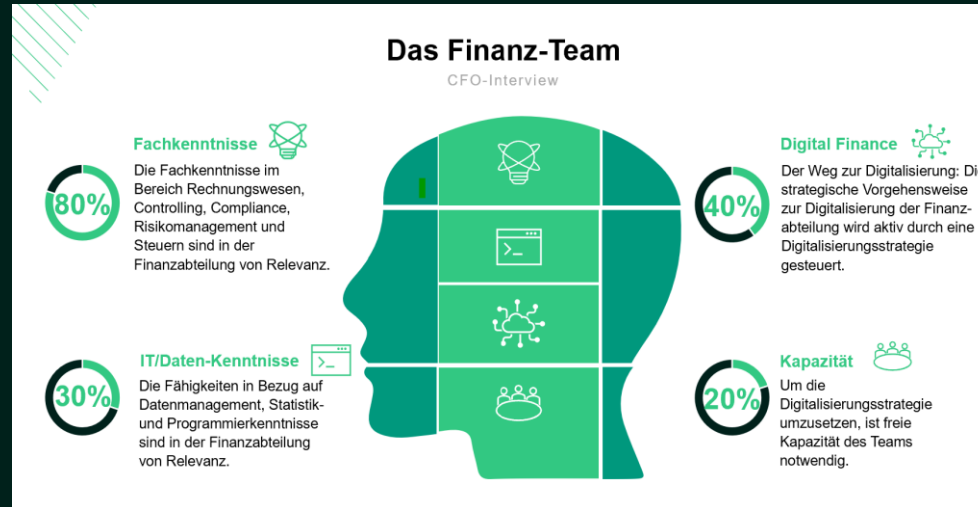 Das Finanz-Team
CFO-Interview
Fachkenntnisse
80%
Die Fachkenntnisse im
Bereich Rechnungswesen,
Controlling, Compliance,
Risikomanagement und
Steuern sind in der
Finanzabteilung von Relevanz.
IT/Daten-Kenntnisse
30%
Die Fähigkeiten in Bezug auf
Datenmanagement, Statistik-
und Programmierkenntnisse
sind in der Finanzabteilung
von Relevanz.
Digital Finance
40%
Der Weg zur Digitalisierung:
strategische Vorgehensweise
zur Digitalisierung der Finanz-
abteilung wird aktiv durch eine
Digitalisierungsstrategie
gesteuert.
Kapazität
20%
Um die
Digitalisierungsstrategie
umzusetzen, ist freie
Kapazität des Teams
notwendig.